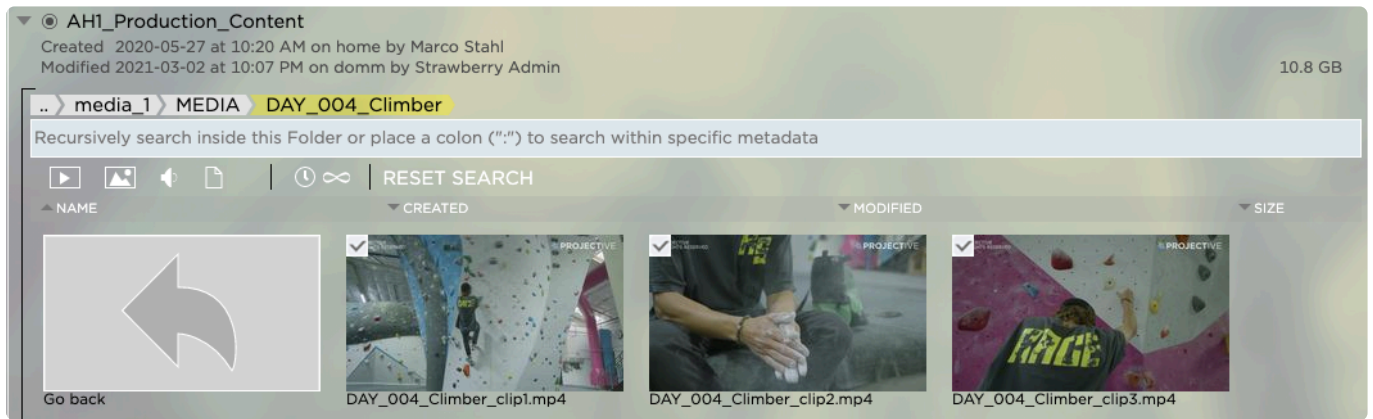 AH1_Production_Content
Created 2020-05-27 at 10:20 AM on home by Marco Stahl
Modified 2021-03-02 at 10:07 PM on domm by Strawberry Admin
10.8 GB
.. media_1 MEDIA DAY_004_Climber
Recursively search inside this Folder or place a colon (":") to search within specific metadata
RESET SEARCH
NAME CREATED MODIFIED SIZE
PROJECTIVE PROJECTIVE PROJECTIVE
RAGE
Go back DAY_004_Climber_clip1.mp4 DAY_004_Climber_clip2.mp4 DAY_004_Climber_clip3.mp4